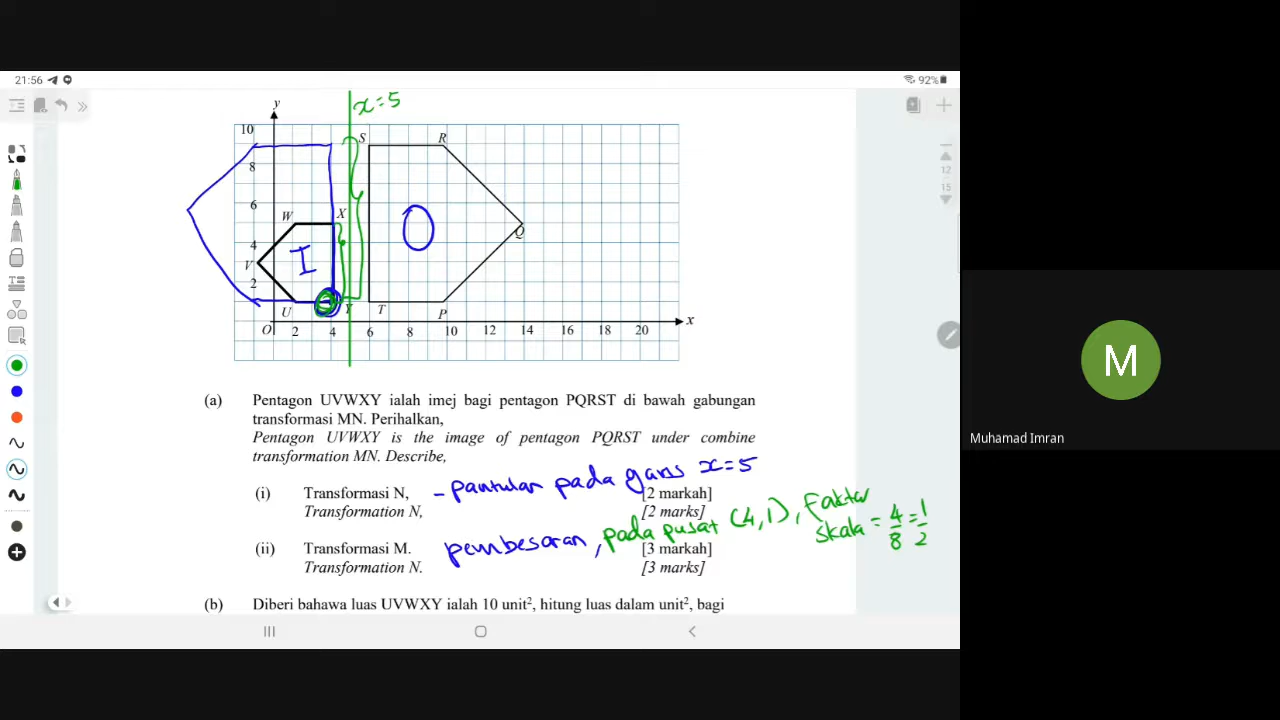 21:56
92%
x=5
y
10
S
R
8
6
W
X
4
I
O
Q
V
2
U
Y
T
P
O
2
4
6
8
10
12
14
16
18
20
x
12
15
(a) Pentagon UVWXY ialah imej bagi pentagon PQRST di bawah gabungan
transformasi MN. Perihalkan,
Pentagon UVWXY is the image of pentagon PQRST under combine
transformation MN. Describe,
(i) Transformasi N, - pantulan pada garis x=5 [2 markah]
Transformation N, [2 marks]
(ii) Transformasi M. pembesaran, pada pusat (4,1), faktor skala = 4/8 = 1/2 [3 markah]
Transformation N. [3 marks]
(b) Diberi bahawa luas UVWXY ialah 10 unit², hitung luas dalam unit², bagi
M
Muhamad Imran